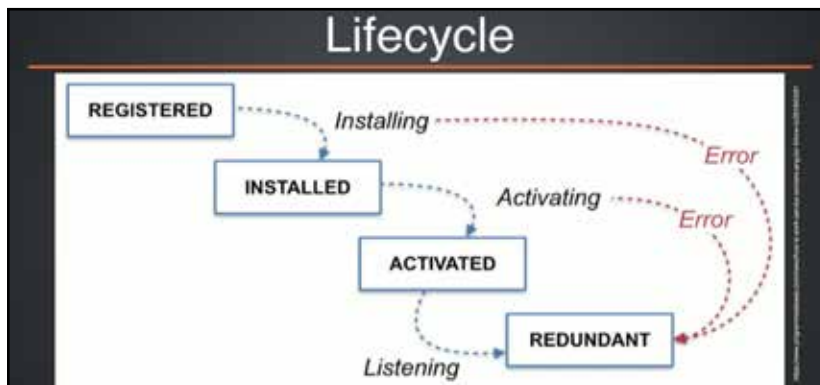 Lifecycle
REGISTERED
Installing
Error
INSTALLED
Activating
Error
ACTIVATED
REDUNDANT
Listening